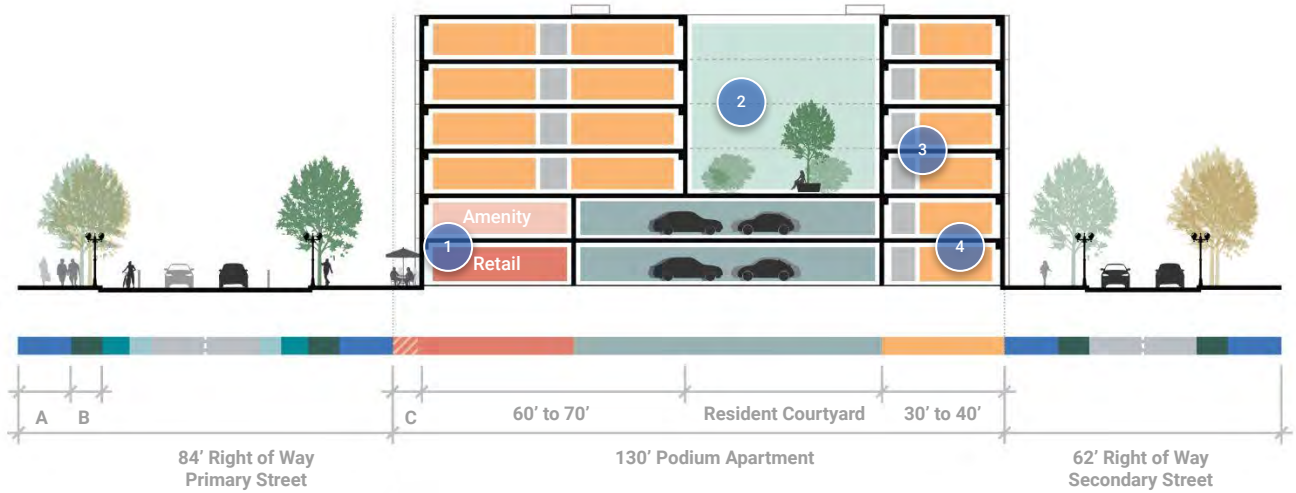 2
3
Amenity
1
4
Retail
A
B
C
60’ to 70’
Resident Courtyard
30’ to 40’
84’ Right of Way
Primary Street
130’ Podium Apartment
62’ Right of Way
Secondary Street